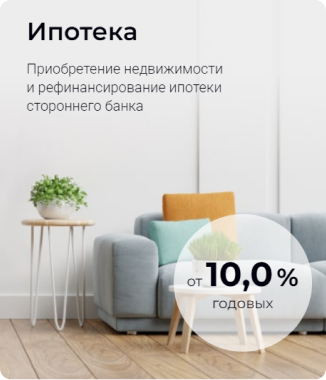 Ипотека
Приобретение недвижимости
и рефинансирование ипотеки
стороннего банка
от 10,0 %
годовых